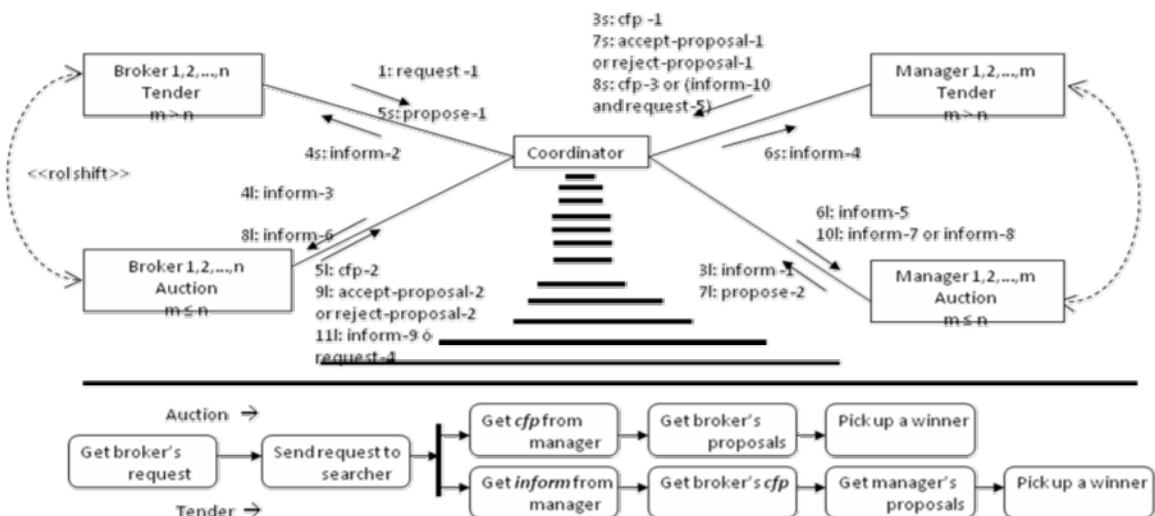 3s: cfp -1
7s: accept-proposal-1
or reject-proposal-1
8s: cfp-3 or (inform-10
and request-5)
Broker 1,2,...,n
Tender
m > n
1: request -1
5s: propose-1
4s: inform-2
Manager 1,2,...,m
Tender
m > n
Coordinator
6s: inform-4
<<rol shift>>
4l: inform-3
8l: inform-6
6l: inform-5
10l: inform-7 or inform-8
Broker 1,2,...,n
Auction
m ≤ n
5l: cfp-2
9l: accept-proposal-2
or reject-proposal-2
11l: inform-9 ó
request-4
3l: inform -1
7l: propose-2
Manager 1,2,...,m
Auction
m ≤ n
Auction →
Get broker's
request
Send request to
searcher
Get cfp from
manager
Get broker's
proposals
Pick up a winner
Get inform from
manager
Get broker's cfp
Get manager's
proposals
Pick up a winner
Tender →